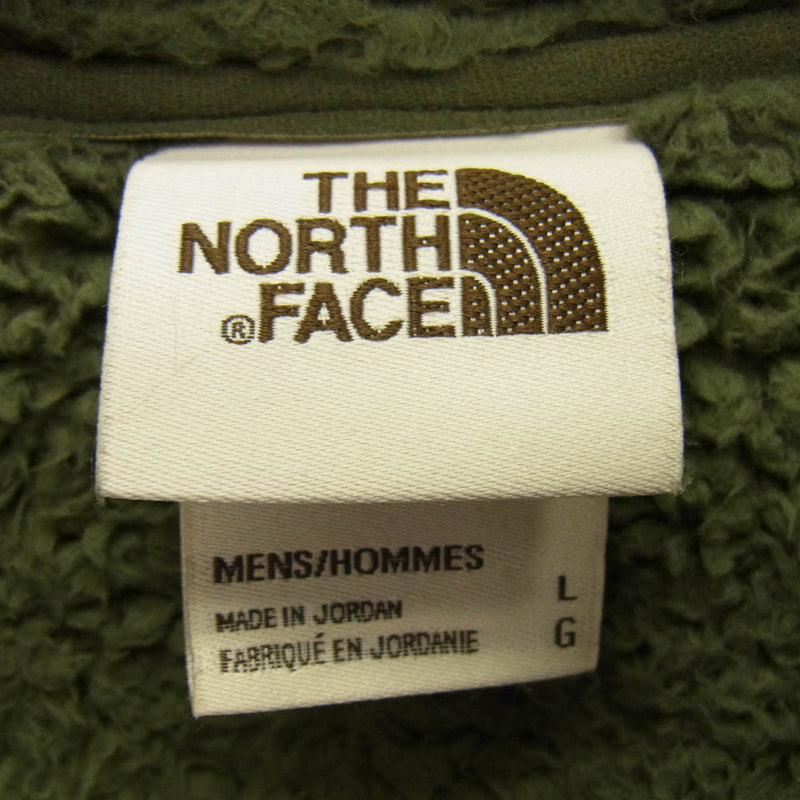 THE
NORTH
®FACE
MENS/HOMMES
MADE IN JORDAN
FABRIQUÉ EN JORDANIE
L
G